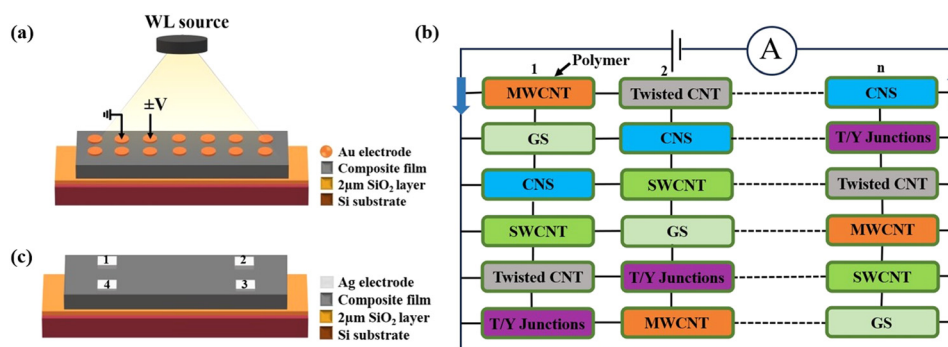 (a)
WL source
±V
Au electrode
Composite film
2μm SiO₂ layer
Si substrate
(c)
1
2
4
3
Ag electrode
Composite film
2μm SiO₂ layer
Si substrate
(b)
A
1
Polymer
2
n
MWCNT
Twisted CNT
CNS
GS
CNS
T/Y Junctions
CNS
SWCNT
Twisted CNT
SWCNT
GS
MWCNT
Twisted CNT
T/Y Junctions
SWCNT
T/Y Junctions
MWCNT
GS